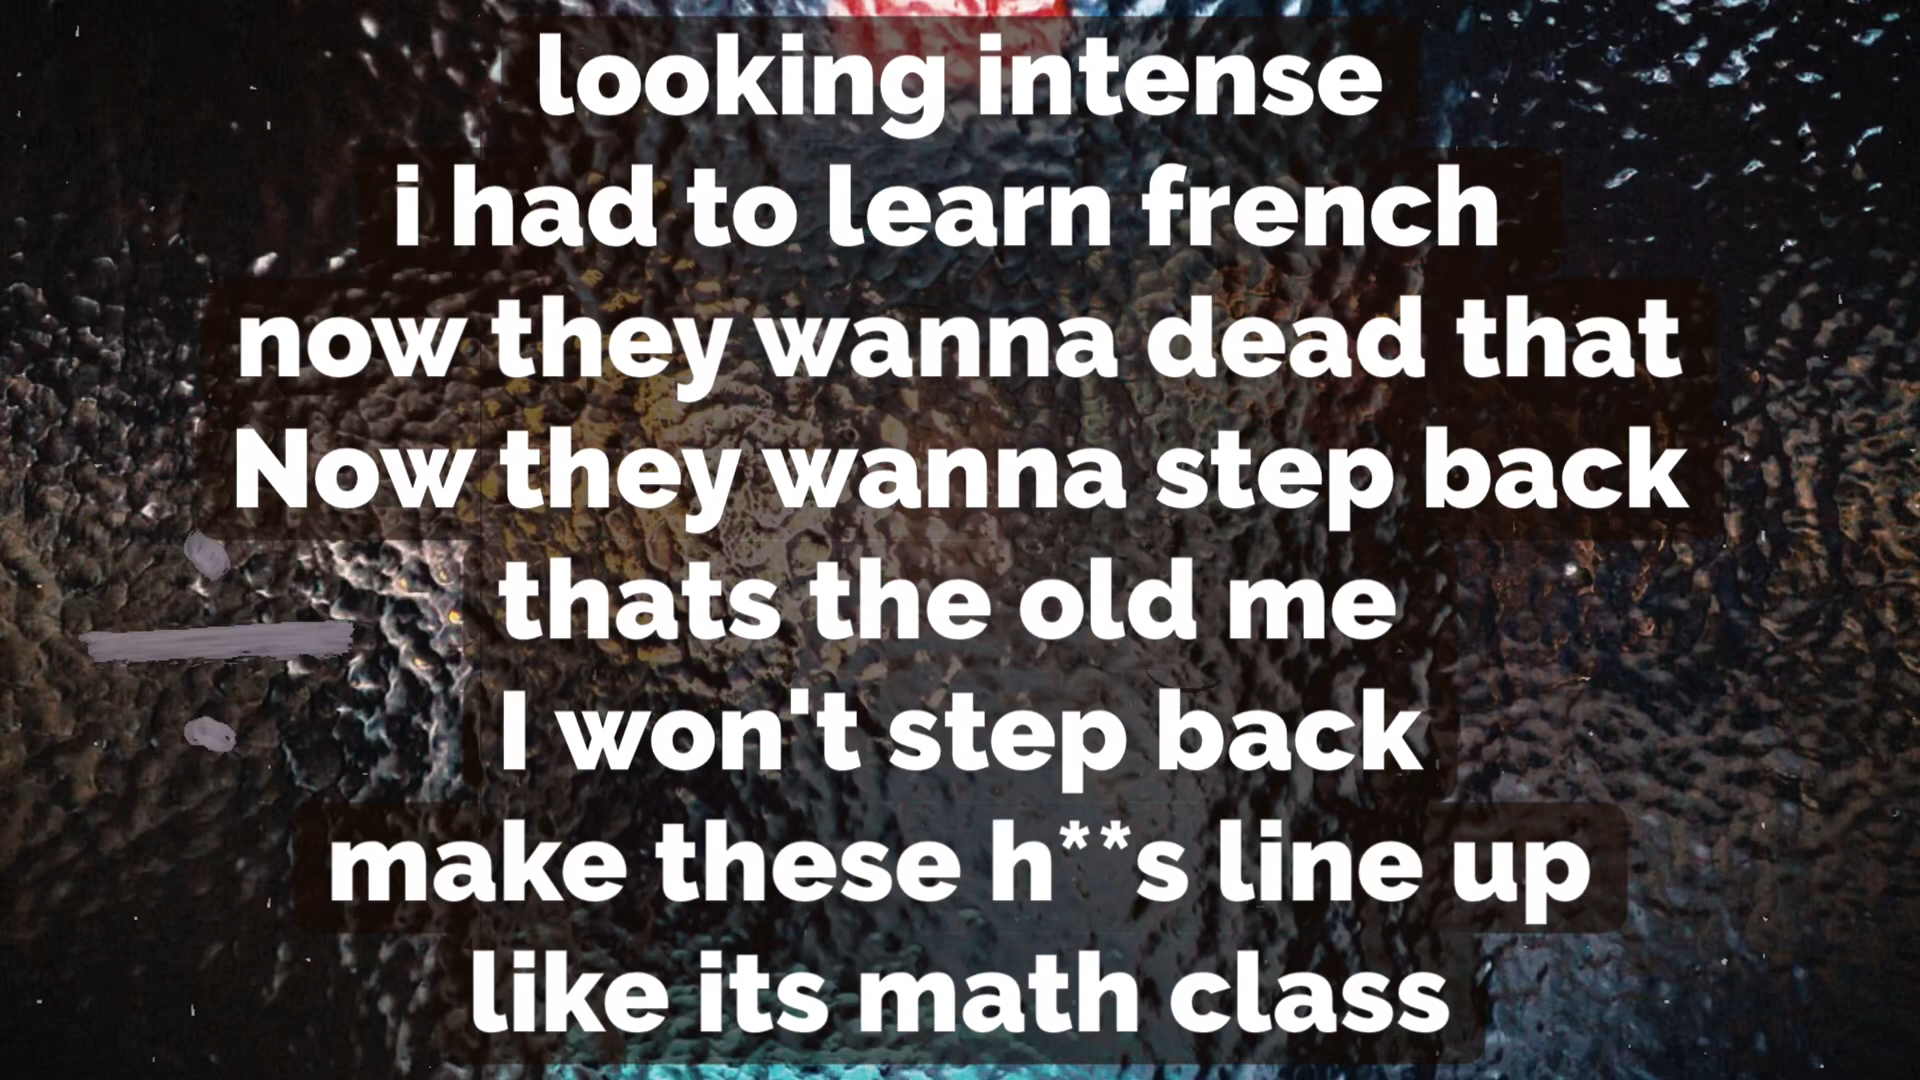 looking intense
i had to learn french
now they wanna dead that
Now they wanna step back
thats the old me
I won't step back
make these h**s line up
like its math class